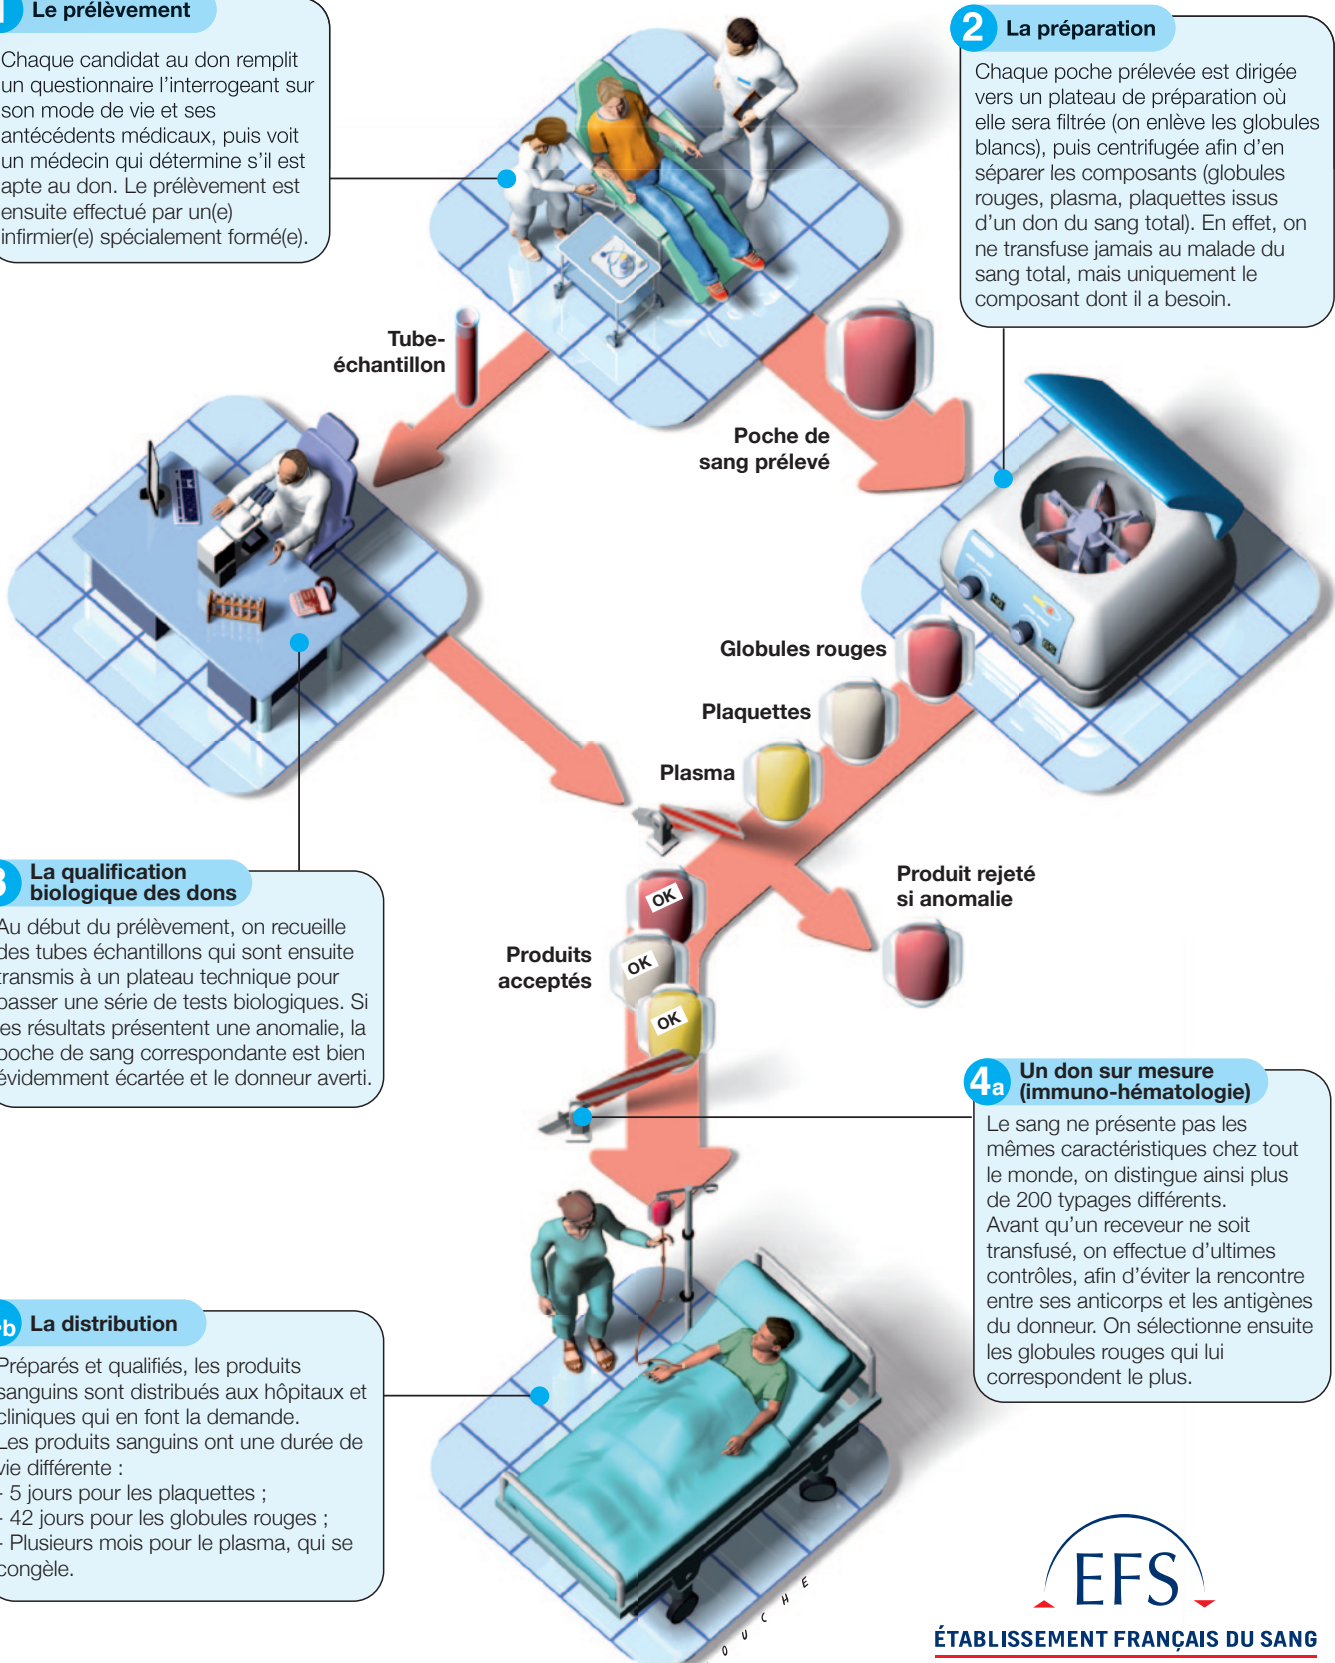 1 Le prélèvement
Chaque candidat au don remplit
un questionnaire l'interrogeant sur
son mode de vie et ses
antécédents médicaux, puis voit
un médecin qui détermine s'il est
apte au don. Le prélèvement est
ensuite effectué par un(e)
infirmier(e) spécialement formé(e).
2 La préparation
Chaque poche prélevée est dirigée
vers un plateau de préparation où
elle sera filtrée (on enlève les globules
blancs), puis centrifugée afin d'en
séparer les composants (globules
rouges, plasma, plaquettes issus
d'un don du sang total). En effet, on
ne transfuse jamais au malade du
sang total, mais uniquement le
composant dont il a besoin.
Tube-
échantillon
Poche de
sang prélevé
Globules rouges
Plaquettes
Plasma
3 La qualification
biologique des dons
Au début du prélèvement, on recueille
des tubes échantillons qui sont ensuite
transmis à un plateau technique pour
passer une série de tests biologiques. Si
les résultats présentent une anomalie, la
poche de sang correspondante est bien
évidemment écartée et le donneur averti.
Produit rejeté
si anomalie
OK
OK
OK
Produits
acceptés
4a Un don sur mesure
(immuno-hématologie)
Le sang ne présente pas les
mêmes caractéristiques chez tout
le monde, on distingue ainsi plus
de 200 typages différents.
Avant qu'un receveur ne soit
transfusé, on effectue d'ultimes
contrôles, afin d'éviter la rencontre
entre ses anticorps et les antigènes
du donneur. On sélectionne ensuite
les globules rouges qui lui
correspondent le plus.
b La distribution
Préparés et qualifiés, les produits
sanguins sont distribués aux hôpitaux et
cliniques qui en font la demande.
Les produits sanguins ont une durée de
vie différente :
- 5 jours pour les plaquettes ;
- 42 jours pour les globules rouges ;
- Plusieurs mois pour le plasma, qui se
congèle.
OUCHE
EFS
ÉTABLISSEMENT FRANÇAIS DU SANG